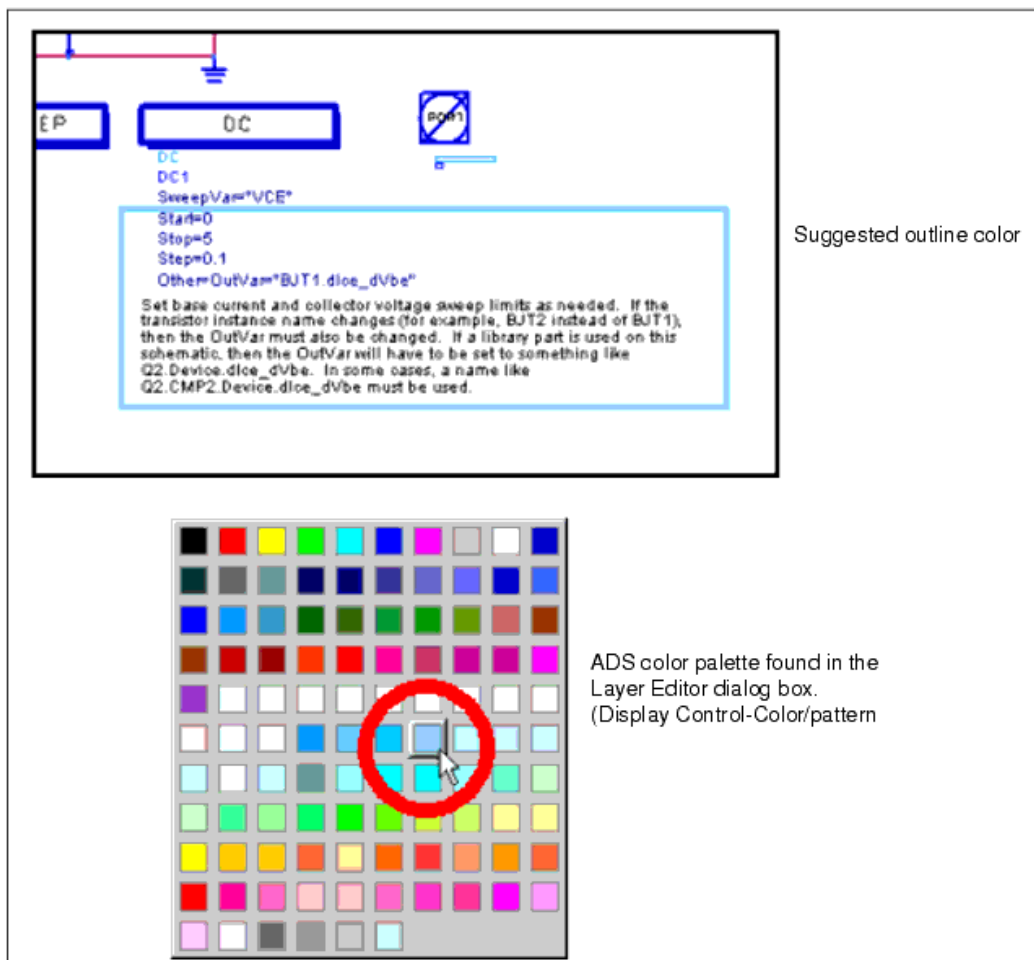 EP
DC
PORT
DC
DC1
SweepVar="VCE"
Start=0
Stop=5
Step=0.1
Other=OutVar="BJT1.dIce_dVbe"
Set base current and collector voltage sweep limits as needed. If the
transistor instance name changes (for example, BJT2 instead of BJT1),
then the OutVar must also be changed. If a library part is used on this
schematic, then the OutVar will have to be set to something like
Q2.Device.dIce_dVbe. In some cases, a name like
Q2.CMP2.Device.dIce_dVbe must be used.
Suggested outline color
ADS color palette found in the
Layer Editor dialog box.
(Display Control-Color/pattern